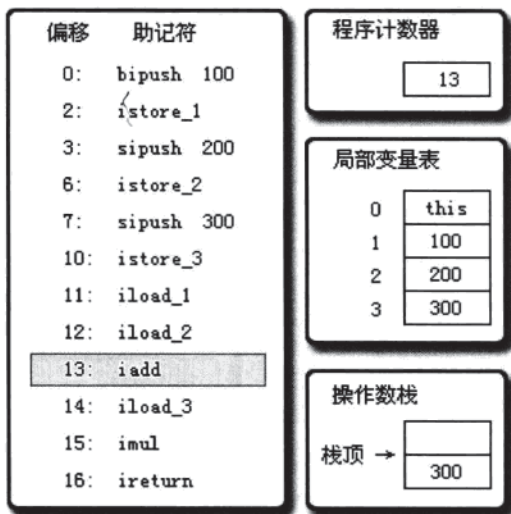 偏移 助记符
0: bipush 100
2: istore_1
3: sipush 200
6: istore_2
7: sipush 300
10: istore_3
11: iload_1
12: iload_2
13: iadd
14: iload_3
15: imul
16: ireturn
程序计数器
13
局部变量表
0 this
1 100
2 200
3 300
操作数栈
栈顶 →
300